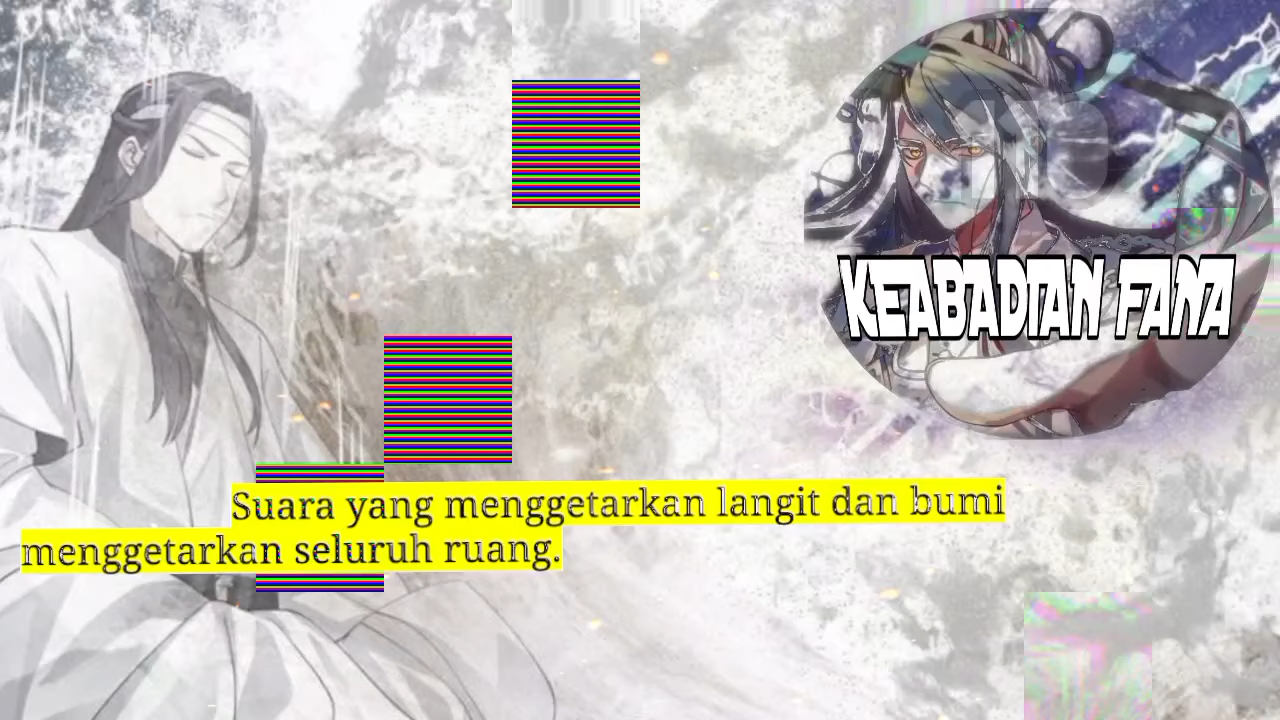 KEABADIAN FANA
Suara yang menggetarkan langit dan bumi
menggetarkan seluruh ruang.